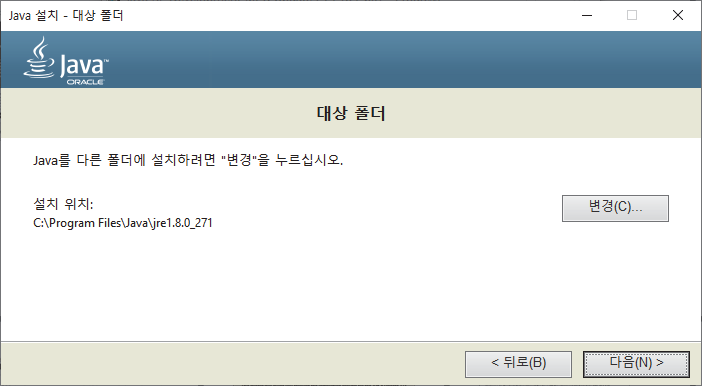 Java 설치 - 대상 폴더
Java™
ORACLE
대상 폴더
Java를 다른 폴더에 설치하려면 "변경"을 누르십시오.
설치 위치:
변경(C)...
C:\Program Files\Java\jre1.8.0_271
< 뒤로(B)
다음(N) >